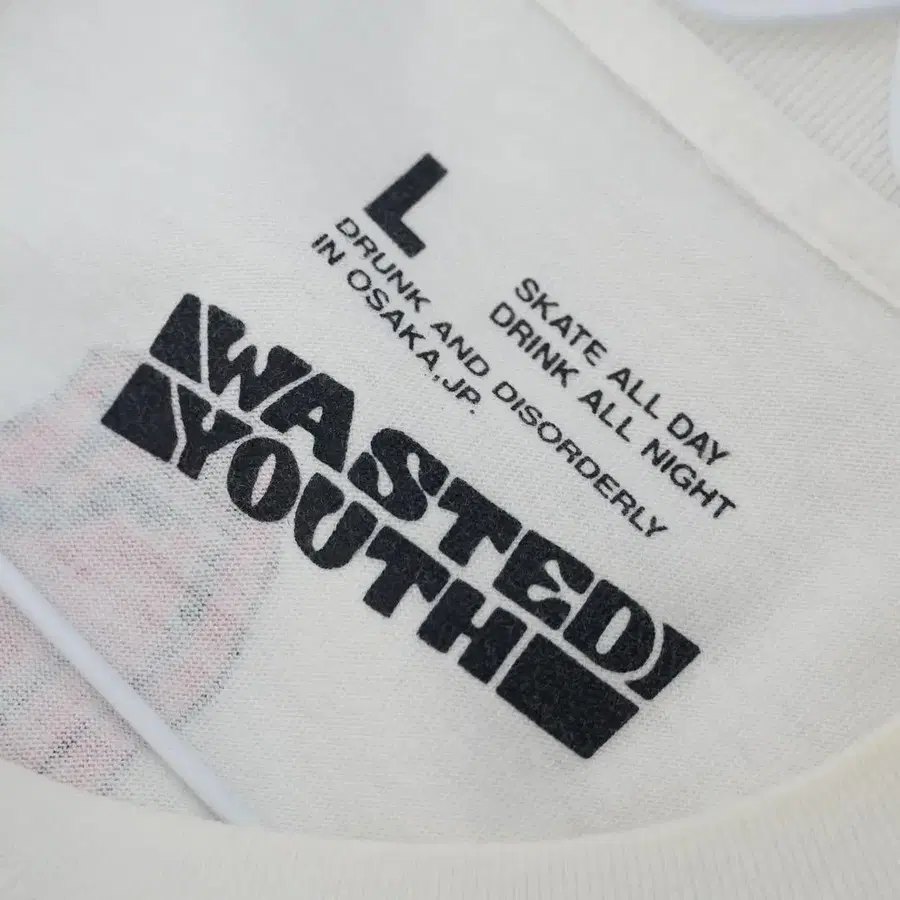 L
SKATE ALL DAY
DRINK ALL NIGHT
DRUNK AND DISORDERLY
IN OSAKA,JP.
WASTED
YOUTH